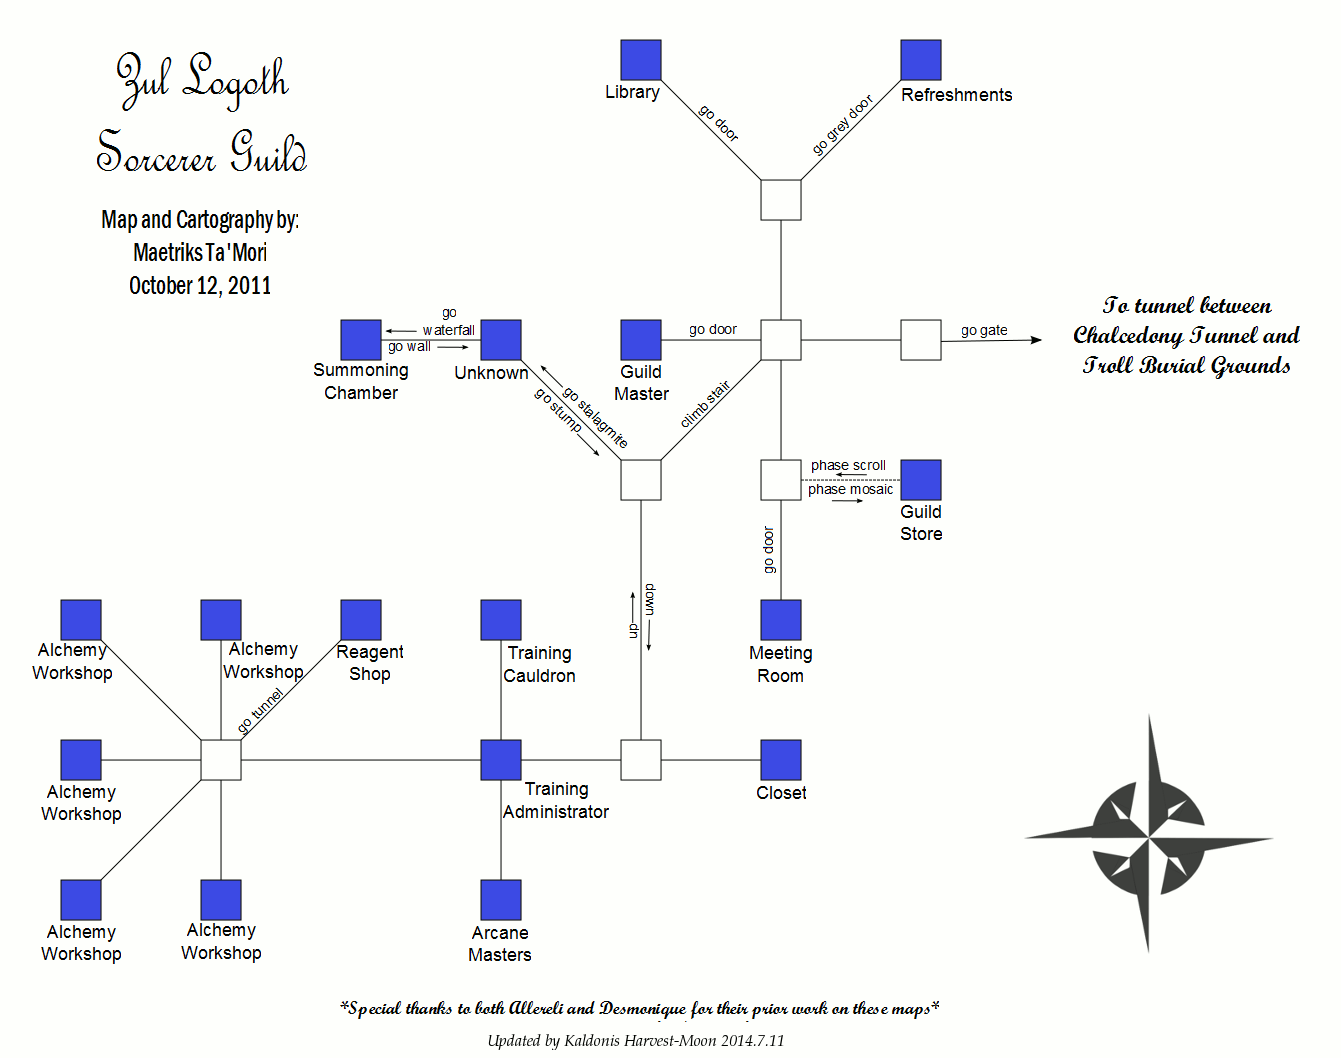 Zul Logoth
Sorcerer Guild
Map and Cartography by:
Maetriks Ta'Mori
October 12, 2011
Library
Refreshments
go door
go grey door
To tunnel between
Chalcedony Tunnel and
Troll Burial Grounds
go
waterfall
go wall
Summoning
Chamber
Unknown
go stalagmite
go stump
Guild
Master
go door
climb stair
go gate
phase scroll
phase mosaic
Guild
Store
go door
Meeting
Room
down
up
Alchemy
Workshop
Alchemy
Workshop
Reagent
Shop
go tunnel
Training
Cauldron
Alchemy
Workshop
Training
Administrator
Closet
Alchemy
Workshop
Alchemy
Workshop
Arcane
Masters
*Special thanks to both Allereli and Desmonique for their prior work on these maps*
Updated by Kaldonis Harvest-Moon 2014.7.11